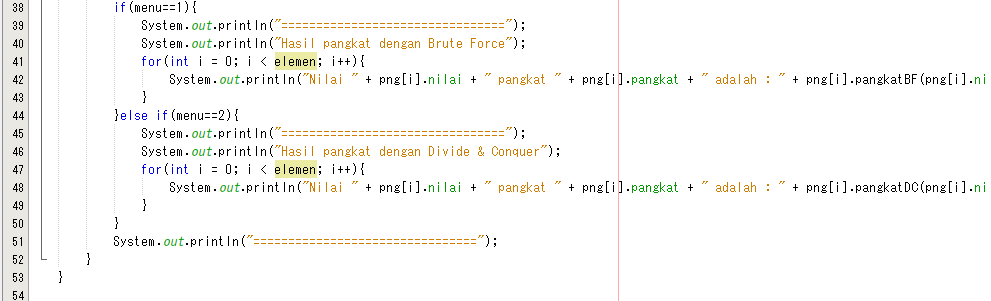 38 if(menu==1){
39 System.out.println("================================");
40 System.out.println("Hasil pangkat dengan Brute Force");
41 for(int i = 0; i < elemen; i++){
42 System.out.println("Nilai " + png[i].nilai + " pangkat " + png[i].pangkat + " adalah : " + png[i].pangkatBF(png[i].ni
43 }
44 }else if(menu==2){
45 System.out.println("================================");
46 System.out.println("Hasil pangkat dengan Divide & Conquer");
47 for(int i = 0; i < elemen; i++){
48 System.out.println("Nilai " + png[i].nilai + " pangkat " + png[i].pangkat + " adalah : " + png[i].pangkatDC(png[i].ni
49 }
50 }
51 System.out.println("================================");
52 }
53 }
54